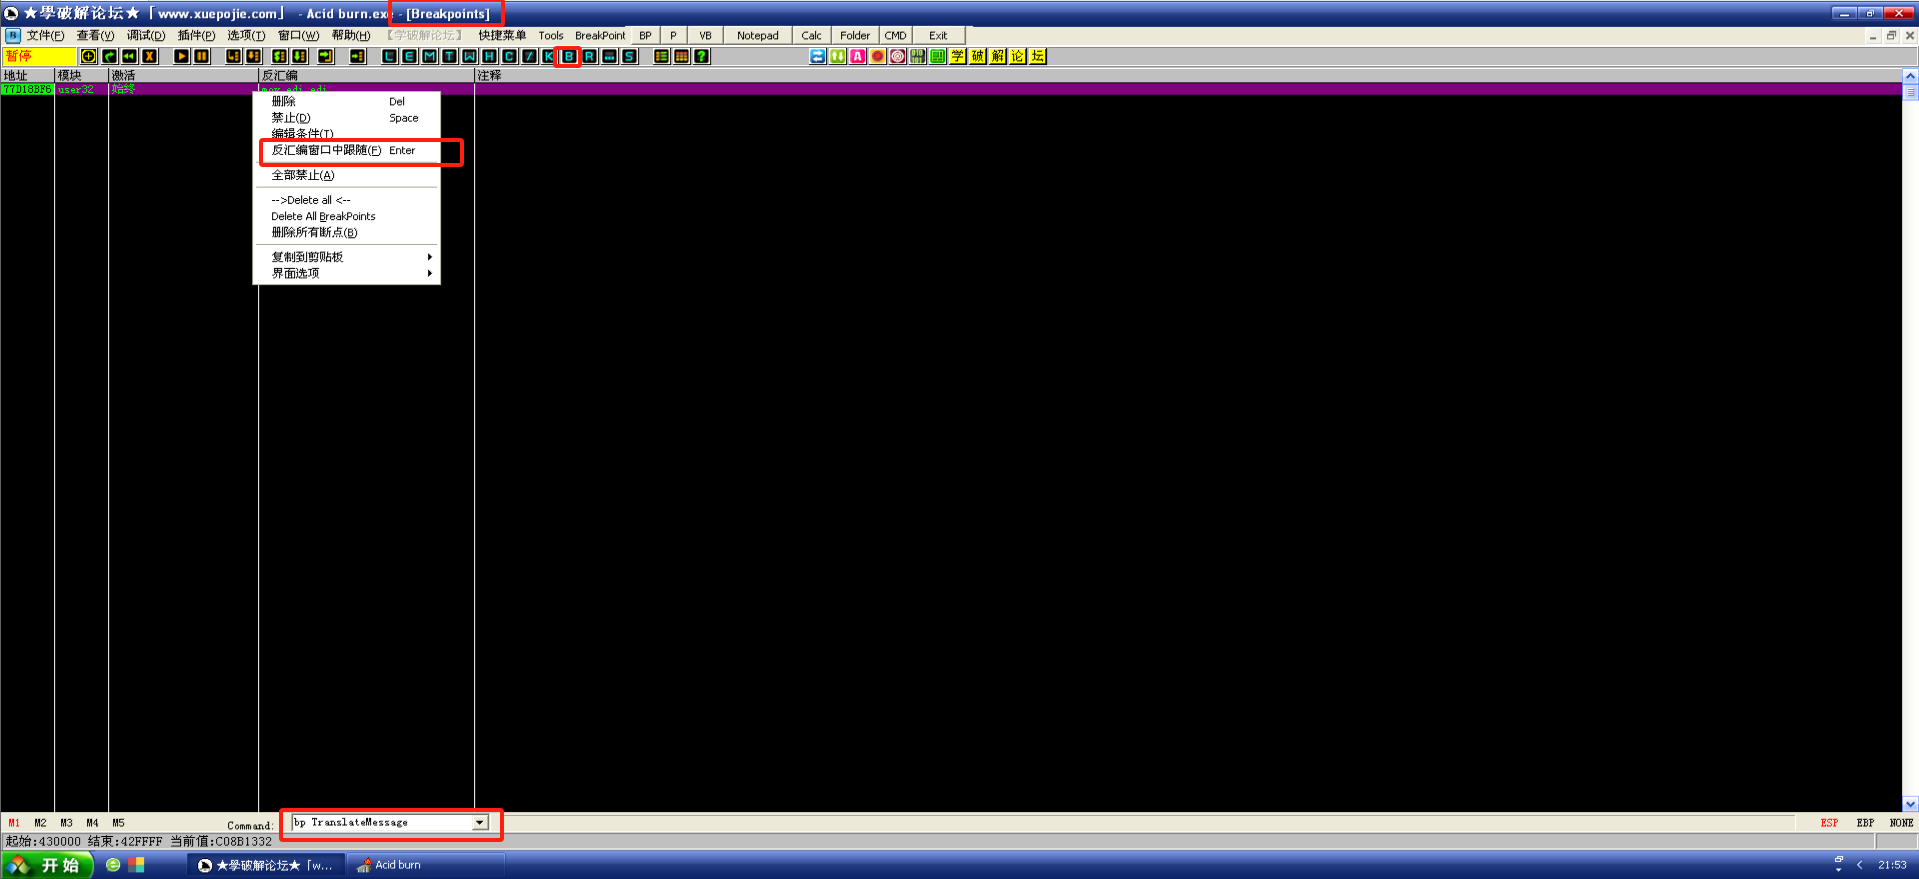 ★學破解论坛★「www.xuepojie.com」 - Acid burn.exe - [Breakpoints]
B 文件(F) 查看(V) 调试(D) 插件(P) 选项(T) 窗口(W) 帮助(H) 【学破解论坛】 快捷菜单 Tools BreakPoint BP P VB Notepad Calc Folder CMD Exit
暂停 X L E M T W H C / K B R ... S ? A 学 破 解 论 坛
地址 模块 激活 反汇编 注释
77D18BF6 user32 始终 mov edi,edi
删除 Del
禁止(D) Space
编辑条件(T)
反汇编窗口中跟随(F) Enter
全部禁止(A)
-->Delete all <--
Delete All BreakPoints
删除所有断点(B)
复制到剪贴板
界面选项
M1 M2 M3 M4 M5 Command: bp TranslateMessage ESP EBP NONE
起始:430000 结束:42FFFF 当前值:C08B1332
开始 ★學破解论坛★「w... Acid burn 21:53